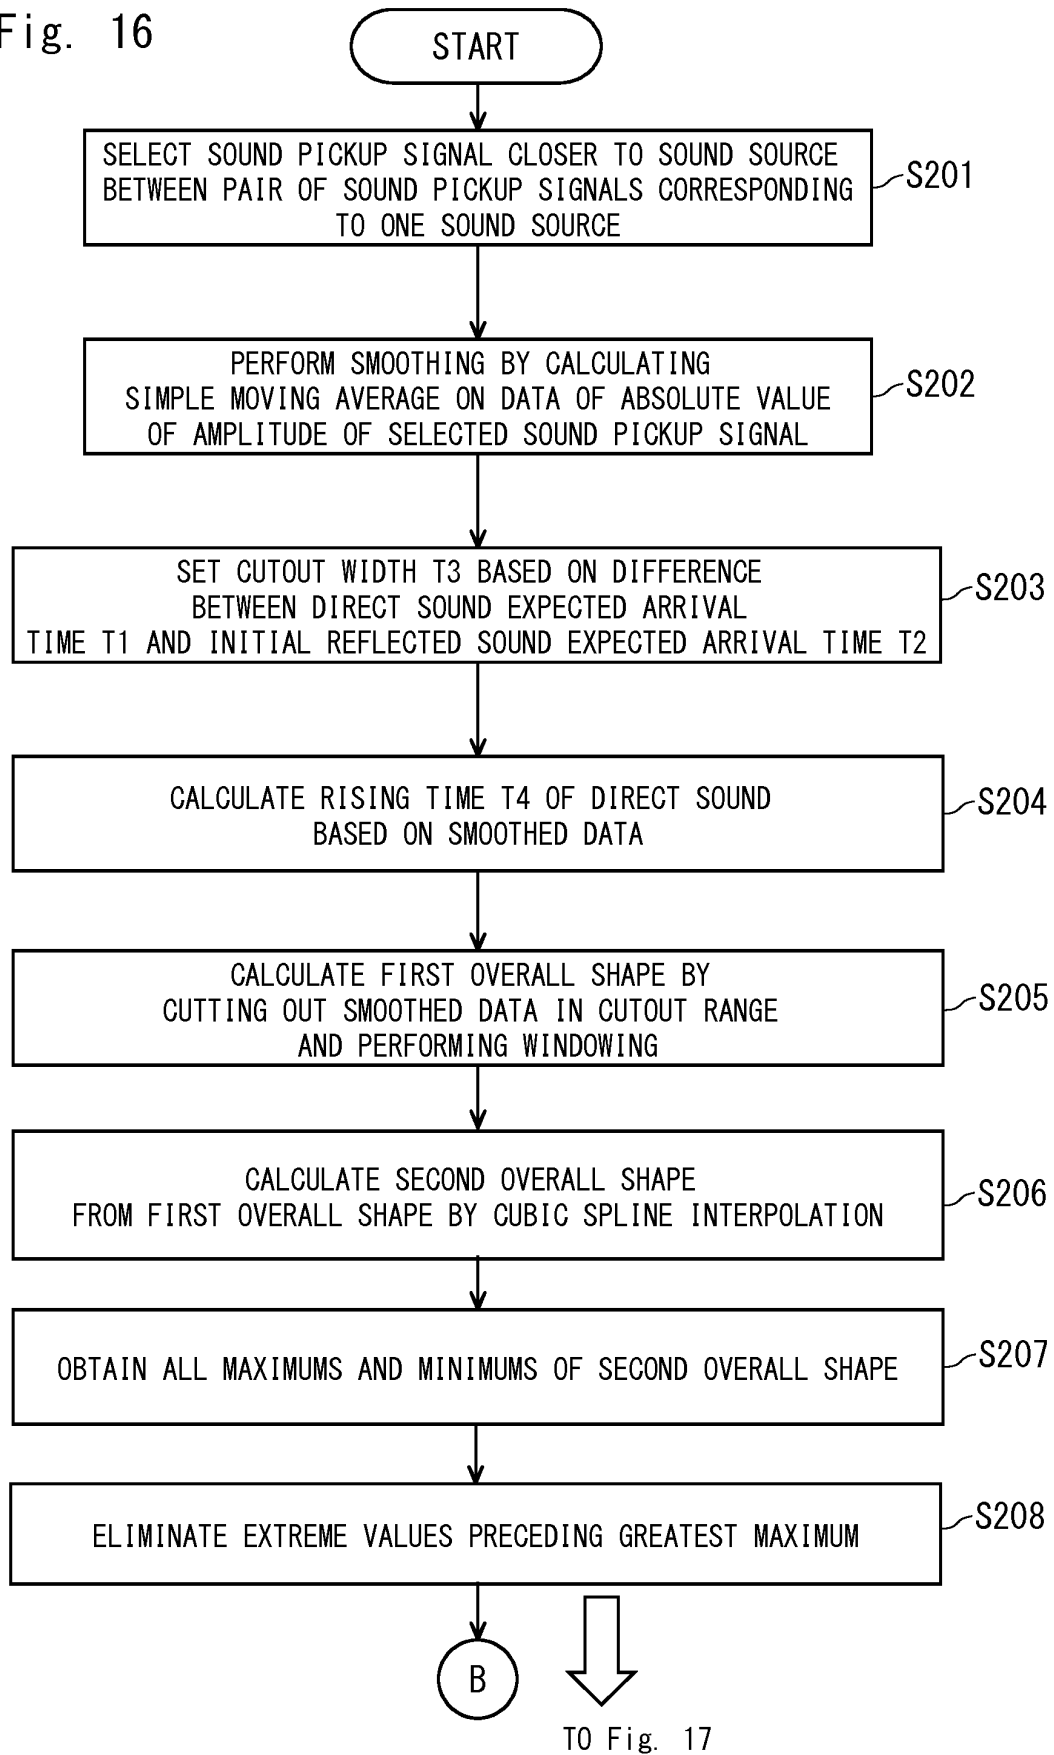 Fig. 16
START
SELECT SOUND PICKUP SIGNAL CLOSER TO SOUND SOURCE
BETWEEN PAIR OF SOUND PICKUP SIGNALS CORRESPONDING
TO ONE SOUND SOURCE
S201
PERFORM SMOOTHING BY CALCULATING
SIMPLE MOVING AVERAGE ON DATA OF ABSOLUTE VALUE
OF AMPLITUDE OF SELECTED SOUND PICKUP SIGNAL
S202
SET CUTOUT WIDTH T3 BASED ON DIFFERENCE
BETWEEN DIRECT SOUND EXPECTED ARRIVAL
TIME T1 AND INITIAL REFLECTED SOUND EXPECTED ARRIVAL TIME T2
S203
CALCULATE RISING TIME T4 OF DIRECT SOUND
BASED ON SMOOTHED DATA
S204
CALCULATE FIRST OVERALL SHAPE BY
CUTTING OUT SMOOTHED DATA IN CUTOUT RANGE
AND PERFORMING WINDOWING
S205
CALCULATE SECOND OVERALL SHAPE
FROM FIRST OVERALL SHAPE BY CUBIC SPLINE INTERPOLATION
S206
OBTAIN ALL MAXIMUMS AND MINIMUMS OF SECOND OVERALL SHAPE
S207
ELIMINATE EXTREME VALUES PRECEDING GREATEST MAXIMUM
S208
B
TO Fig. 17